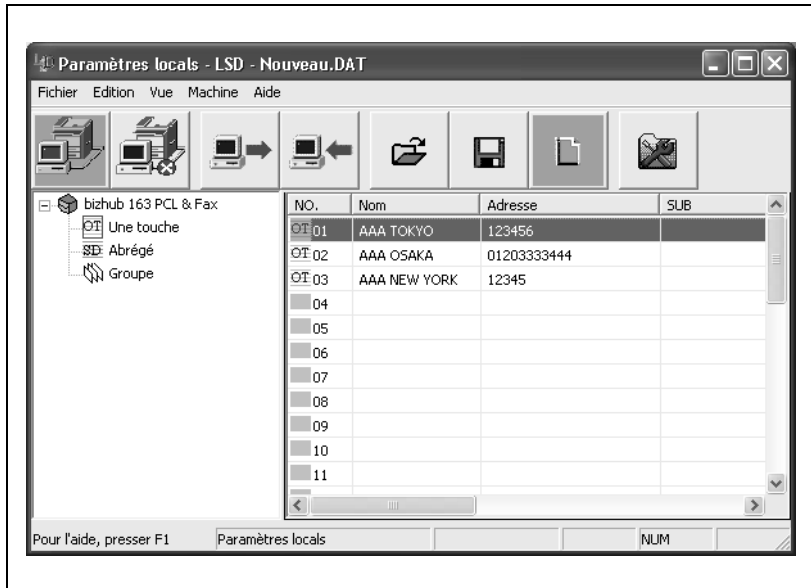 Paramètres locals - LSD - Nouveau.DAT
Fichier Edition Vue Machine Aide
bizhub 163 PCL & Fax
OT Une touche
SD Abrégé
Groupe
NO. Nom Adresse SUB
OT 01 AAA TOKYO 123456
OT 02 AAA OSAKA 01203333444
OT 03 AAA NEW YORK 12345
04
05
06
07
08
09
10
11
Pour l'aide, presser F1 Paramètres locals NUM